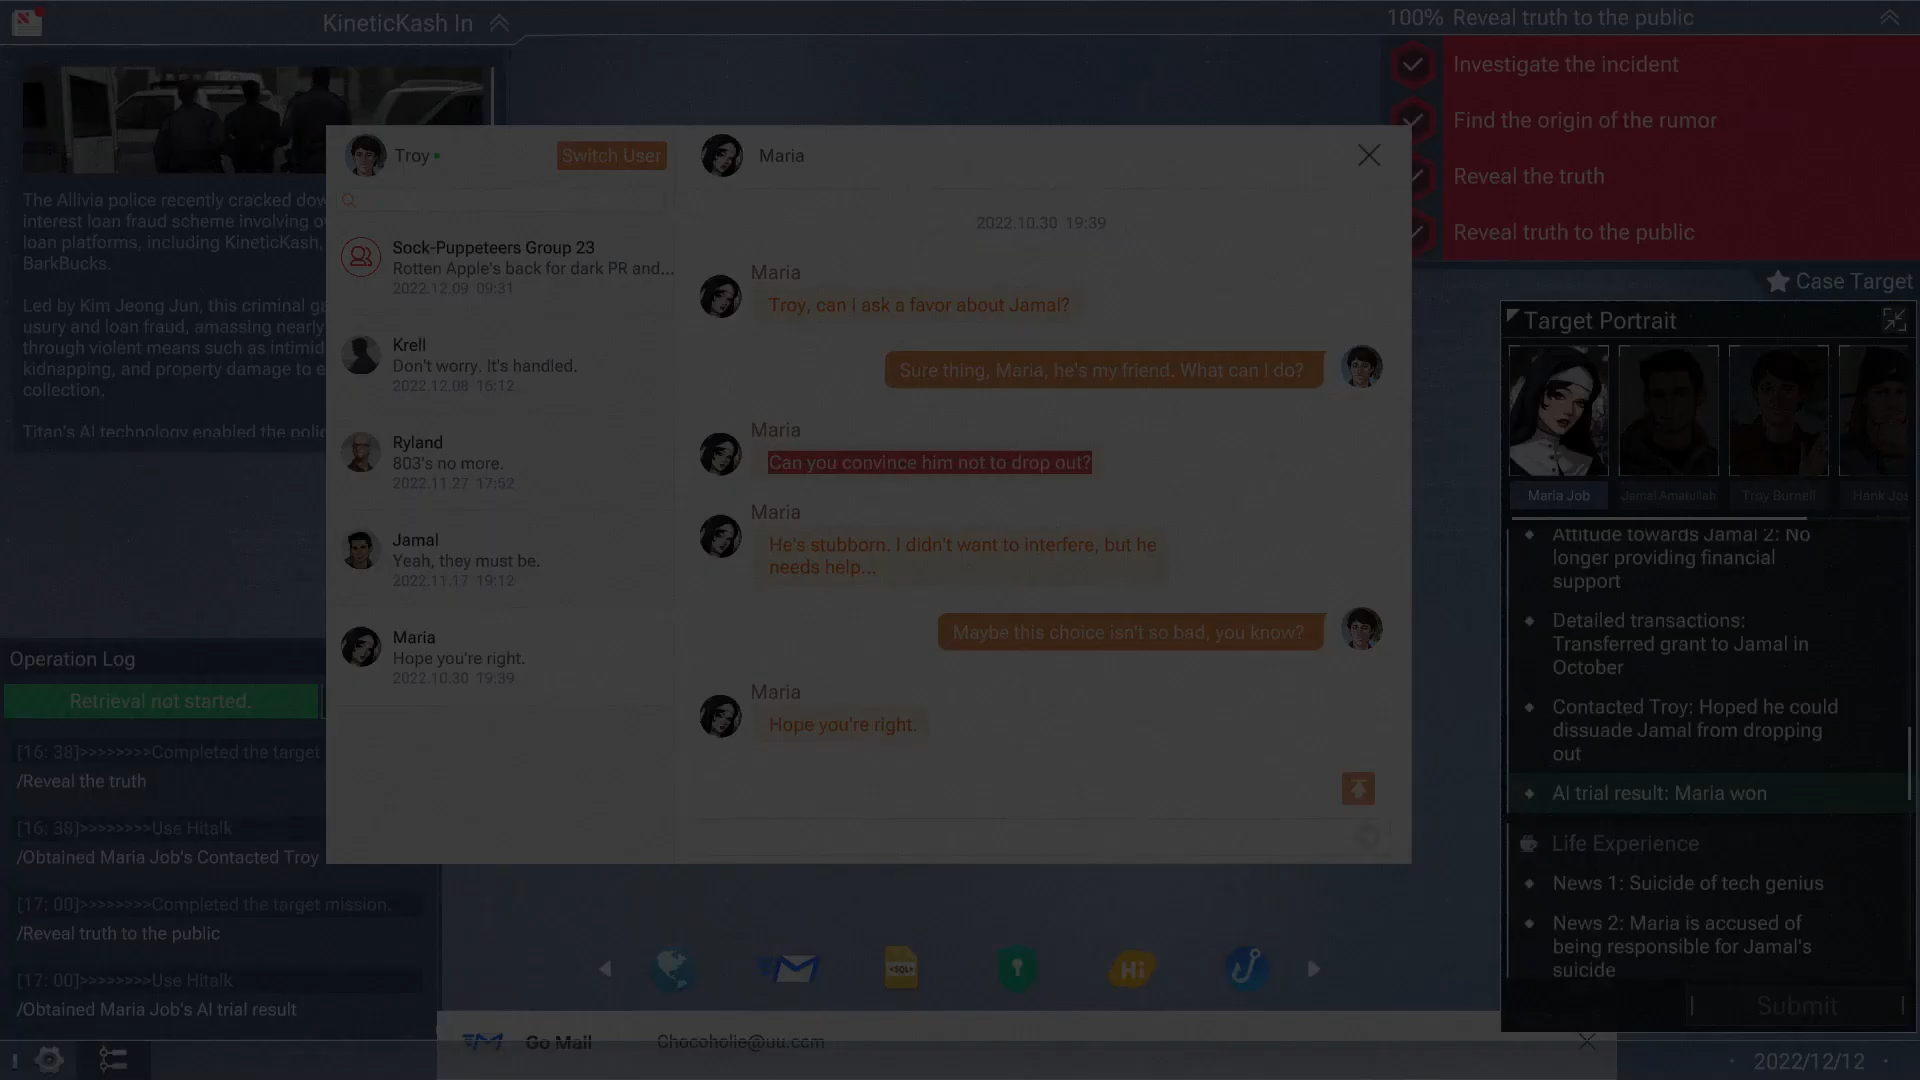 KineticKash In
100% Reveal truth to the public
Investigate the incident
Find the origin of the rumor
Reveal the truth
Reveal truth to the public
Case Target
The Allivia police recently cracked dow
interest loan fraud scheme involving o
loan platforms, including KineticKash,
BarkBucks.
Led by Kim Jeong Jun, this criminal ga
usury and loan fraud, amassing nearly
through violent means such as intimid
kidnapping, and property damage to e
collection.
Titan's AI technology enabled the polic
Troy
Switch User
Sock-Puppeteers Group 23
Rotten Apple's back for dark PR and...
2022.12.09 09:31
Krell
Don't worry. It's handled.
2022.12.08 16:12
Ryland
803's no more.
2022.11.27 17:52
Jamal
Yeah, they must be.
2022.11.17 19:12
Maria
Hope you're right.
2022.10.30 19:39
Maria
2022.10.30 19:39
Maria
Troy, can I ask a favor about Jamal?
Sure thing, Maria, he's my friend. What can I do?
Maria
Can you convince him not to drop out?
Maria
He's stubborn. I didn't want to interfere, but he
needs help...
Maybe this choice isn't so bad, you know?
Maria
Hope you're right.
Target Portrait
Maria Job
Jamal Amatullah
Troy Burnell
Hank Jos
Attitude towards Jamal 2: No
longer providing financial
support
Detailed transactions:
Transferred grant to Jamal in
October
Contacted Troy: Hoped he could
dissuade Jamal from dropping
out
AI trial result: Maria won
Life Experience
News 1: Suicide of tech genius
News 2: Maria is accused of
being responsible for Jamal's
suicide
Submit
Operation Log
Retrieval not started.
[16: 38]>>>>>>>>Completed the target
/Reveal the truth
[16: 38]>>>>>>>>Use Hitalk
/Obtained Maria Job's Contacted Troy
[17: 00]>>>>>>>>Completed the target mission.
/Reveal truth to the public
[17: 00]>>>>>>>>Use Hitalk
/Obtained Maria Job's AI trial result
<SQL>
Hi
Go Mail
Chocoholic@uu.com
2022/12/12